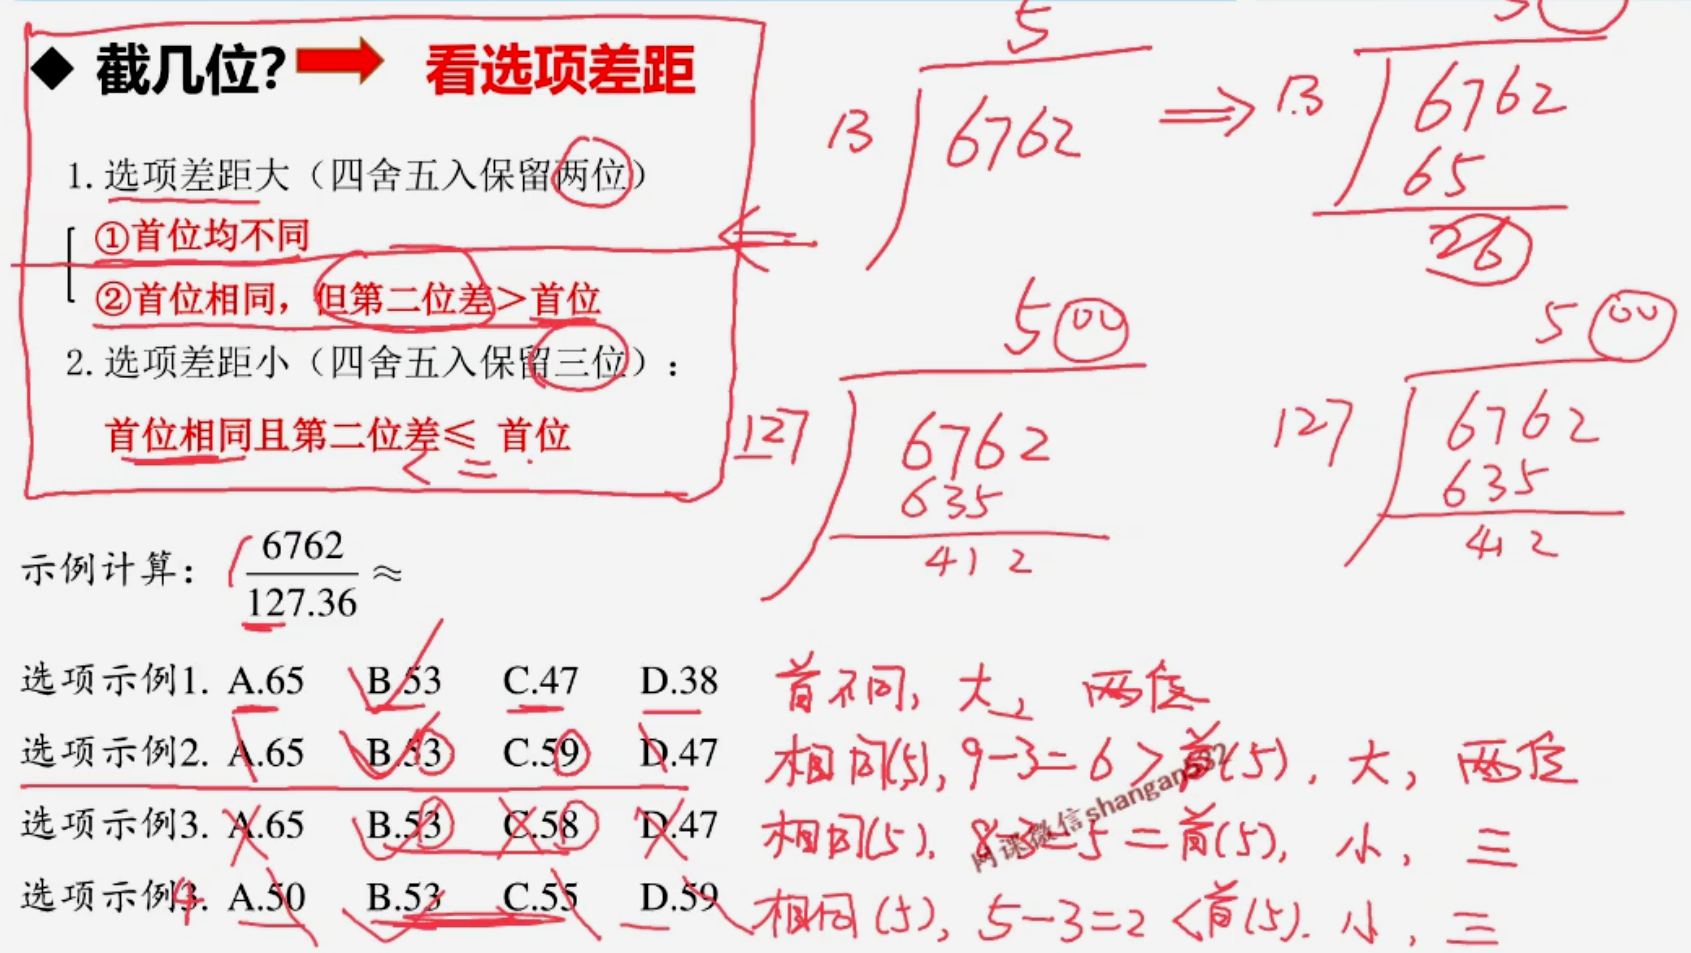 ◆ 截几位? 看选项差距
1. 选项差距大（四舍五入保留两位）
①首位均不同
②首位相同，但第二位差>首位
2. 选项差距小（四舍五入保留三位）:
首位相同且第二位差≤ 首位
< =
5
13 6762
⇒
13 6762
65
26
500
127 6762
635
412
500
127 6762
635
412
示例计算: 6762/127.36 ≈
选项示例1. A.65 B.53 C.47 D.38 首不同, 大, 两位
选项示例2. A.65 B.53 C.59 D.47 相同(5), 9-3=6>首(5), 大, 两位
选项示例3. A.65 B.53 C.58 D.47 相同(5), 8-3=5=首(5), 小, 三
选项示例3. 4 A.50 B.53 C.55 D.59 相同(5), 5-3=2<首(5). 小, 三
网课微信shangan532